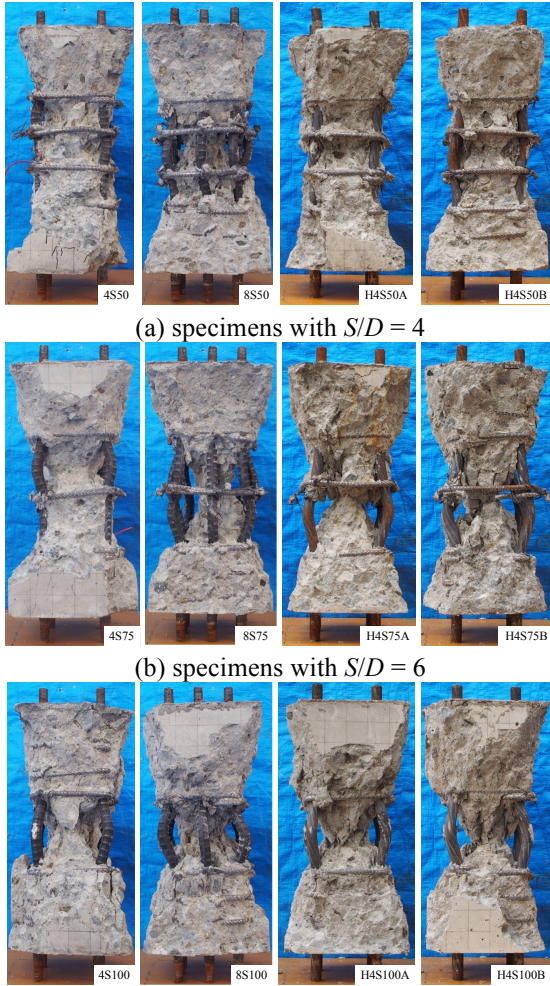 4S50
8S50
H4S50A
H4S50B
(a) specimens with S/D = 4
4S75
8S75
H4S75A
H4S75B
(b) specimens with S/D = 6
4S100
8S100
H4S100A
H4S100B